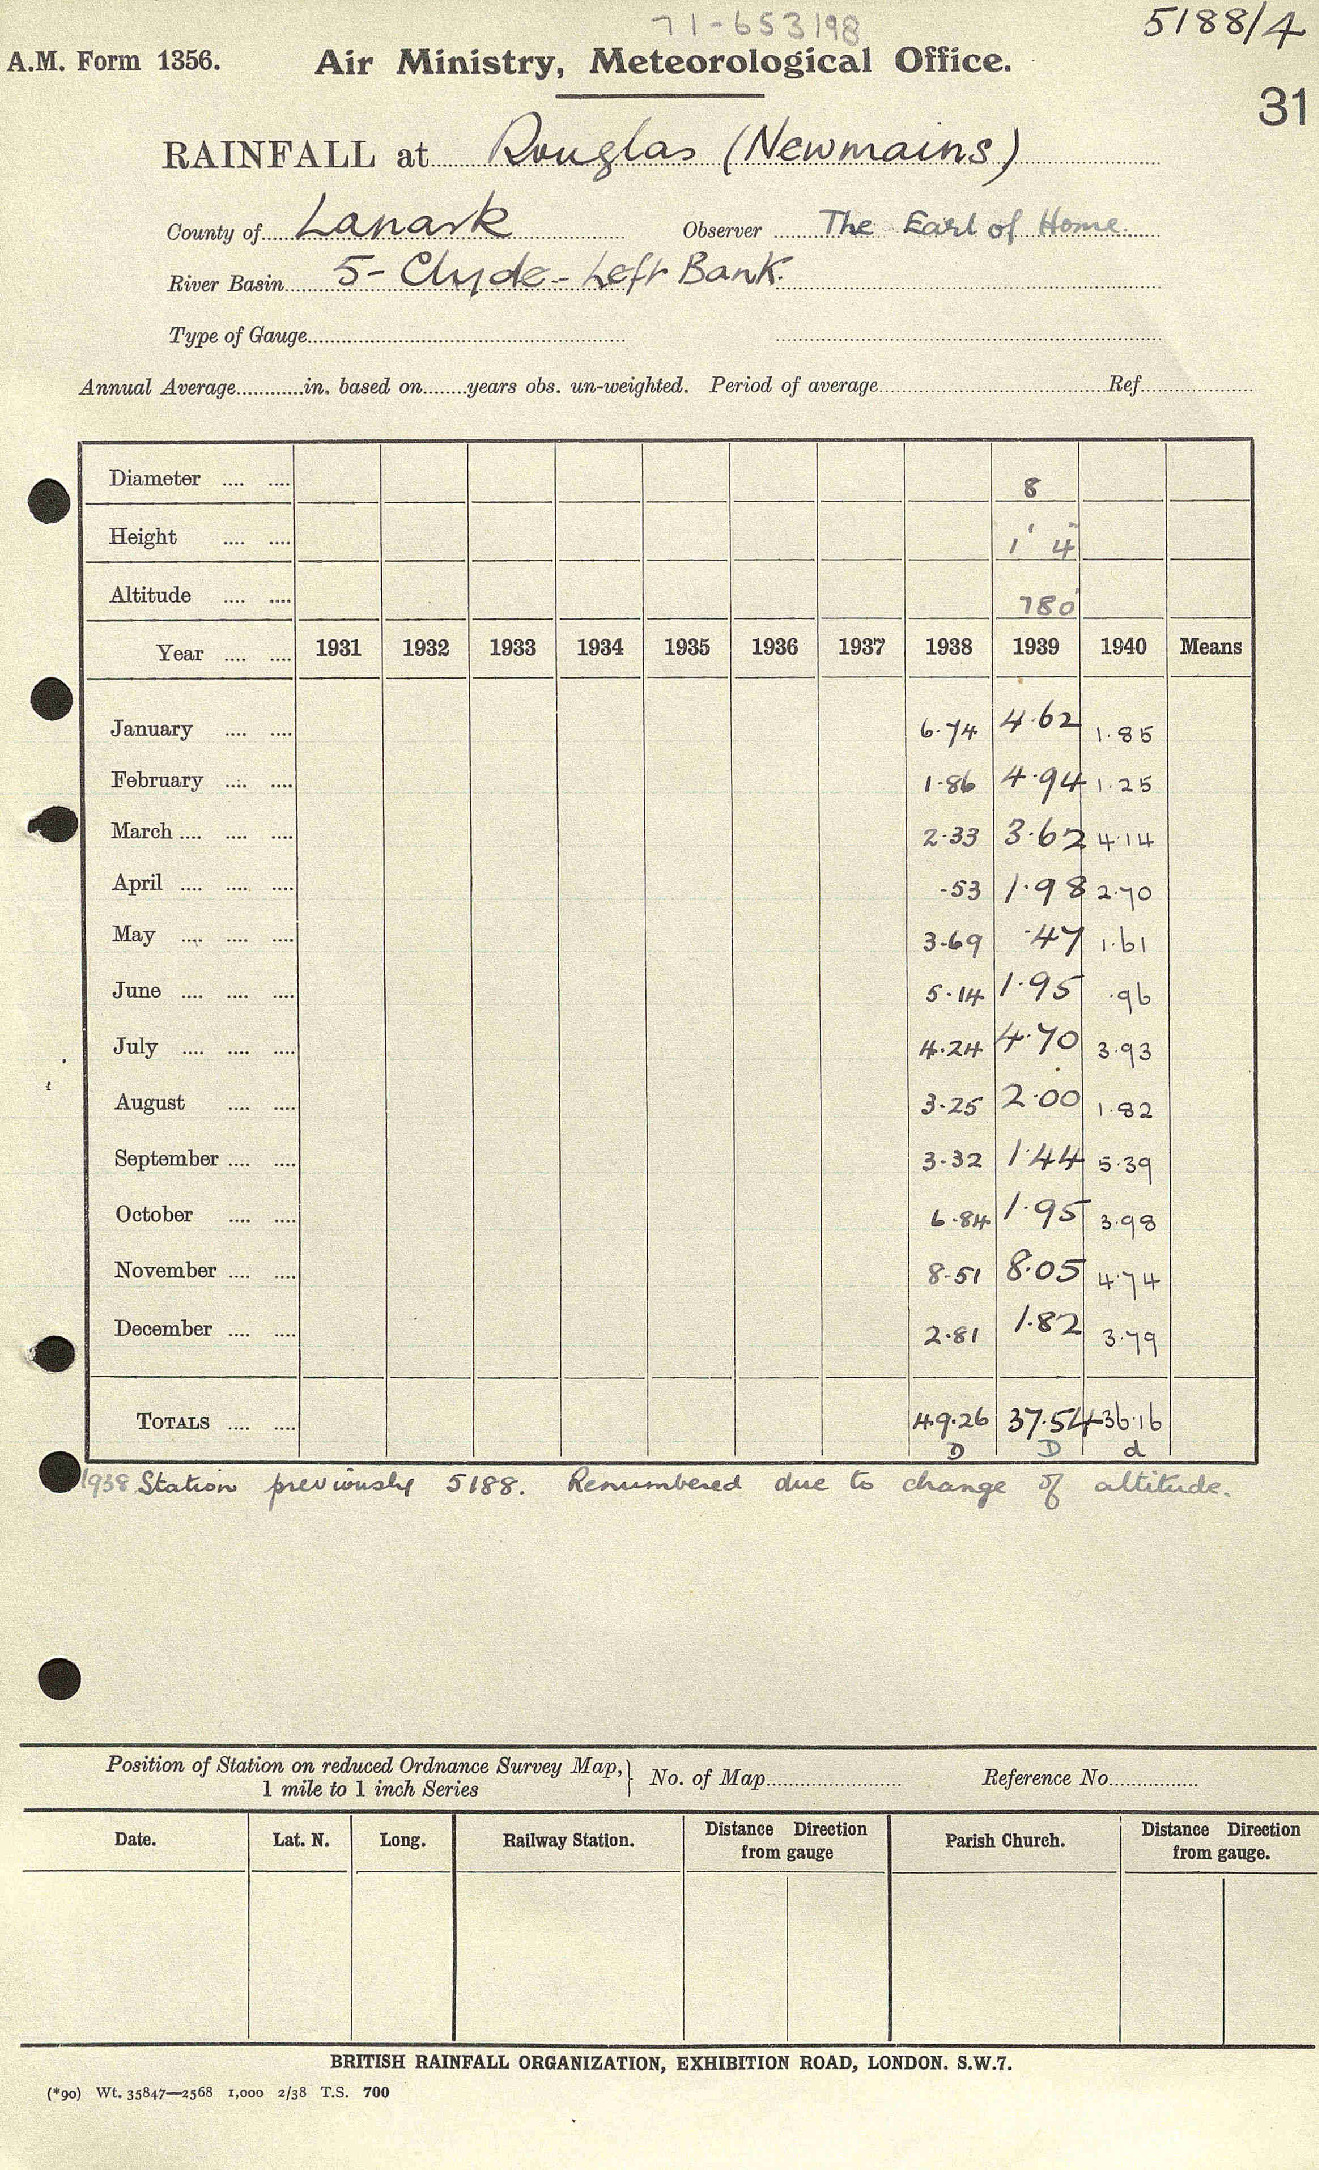 71-653198
5188/4
A.M. Form 1356. Air Ministry, Meteorological Office.
31
RAINFALL at Douglas (Newmains)
County of Lanark Observer The Earl of Home.
River Basin 5 - Clyde - Left Bank.
Type of Gauge
Annual Average in. based on years obs. un-weighted. Period of average Ref.
Diameter 8
Height 1' 4"
Altitude 780'
Year 1931 1932 1933 1934 1935 1936 1937 1938 1939 1940 Means
January 6.74 4.62 1.85
February 1.86 4.94 1.25
March 2.33 3.62 4.14
April .53 1.98 2.70
May 3.69 .47 1.61
June 5.14 1.95 .96
July 4.24 4.70 3.93
August 3.25 2.00 1.82
September 3.32 1.44 5.39
October 6.84 1.95 3.98
November 8.51 8.05 4.74
December 2.81 1.82 3.79
TOTALS 49.26 37.54 36.16
D D d
1938 Station previously 5188. Renumbered due to change of altitude.
Position of Station on reduced Ordnance Survey Map, 1 mile to 1 inch Series } No. of Map Reference No.
Date. Lat. N. Long. Railway Station. Distance Direction from gauge Parish Church. Distance Direction from gauge.
BRITISH RAINFALL ORGANIZATION, EXHIBITION ROAD, LONDON. S.W.7.
(*90) Wt. 35847—2568 1,000 2/38 T.S. 700